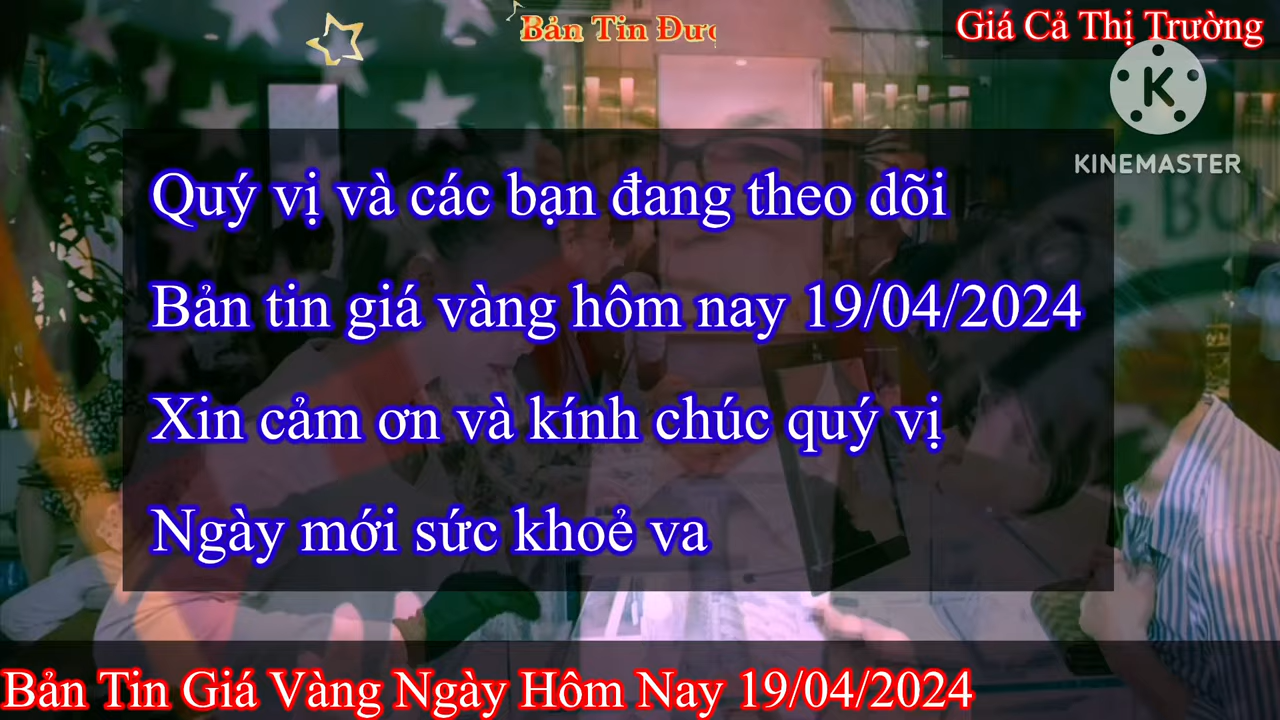 Bản Tin Đượ
Giá Cả Thị Trường
KINEMASTER
Quý vị và các bạn đang theo dõi
Bản tin giá vàng hôm nay 19/04/2024
Xin cảm ơn và kính chúc quý vị
Ngày mới sức khoẻ va
Bản Tin Giá Vàng Ngày Hôm Nay 19/04/2024